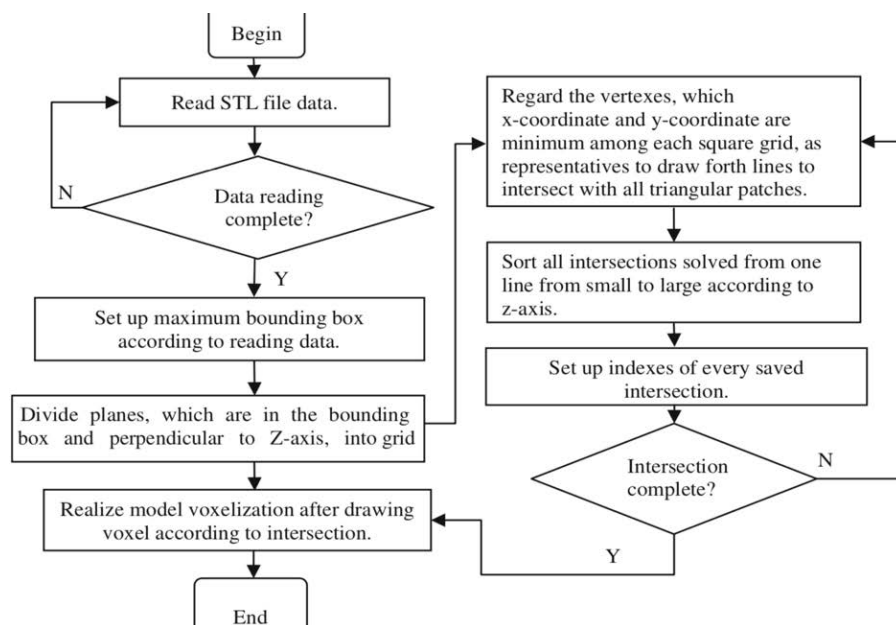 Begin
Read STL file data.
N
Data reading
complete?
Y
Set up maximum bounding box
according to reading data.
Divide planes, which are in the bounding
box and perpendicular to Z-axis, into grid
Realize model voxelization after drawing
voxel according to intersection.
End
Regard the vertexes, which
x-coordinate and y-coordinate are
minimum among each square grid, as
representatives to draw forth lines to
intersect with all triangular patches.
Sort all intersections solved from one
line from small to large according to
z-axis.
Set up indexes of every saved
intersection.
Intersection
complete?
N
Y